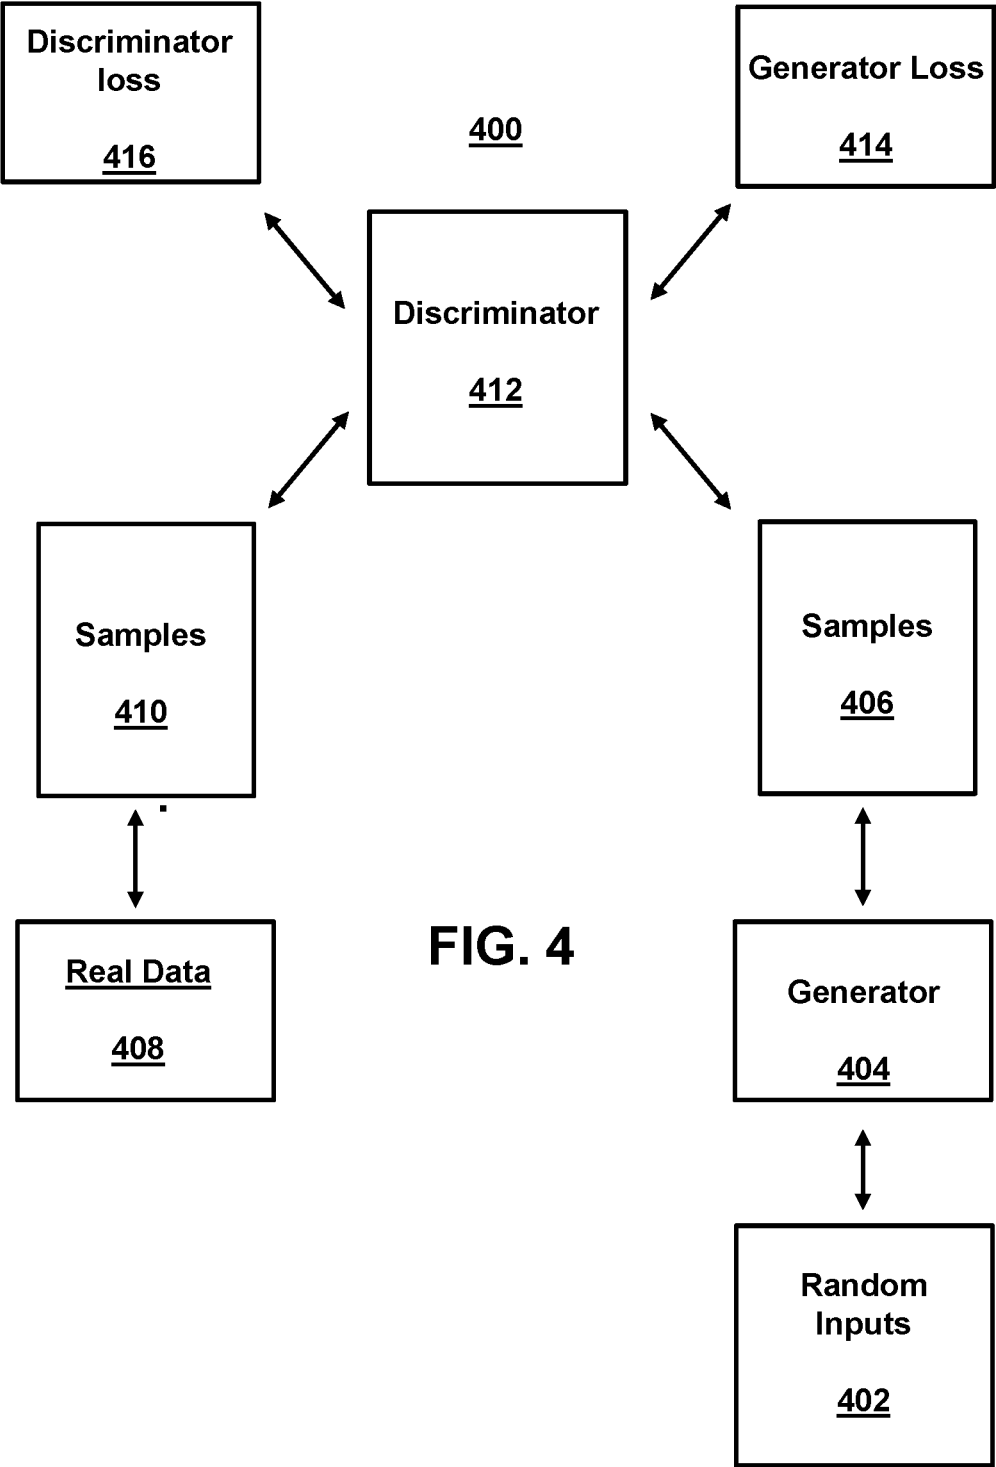 Discriminator
loss
416
400
Generator Loss
414
Discriminator
412
Samples
410
Samples
406
Real Data
408
FIG. 4
Generator
404
Random
Inputs
402